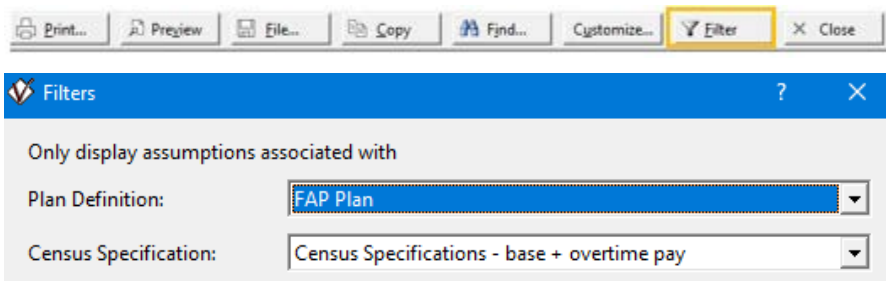 Print... Preview File... Copy Find... Customize... Filter Close
Filters ?
Only display assumptions associated with
Plan Definition: FAP Plan
Census Specification: Census Specifications - base + overtime pay